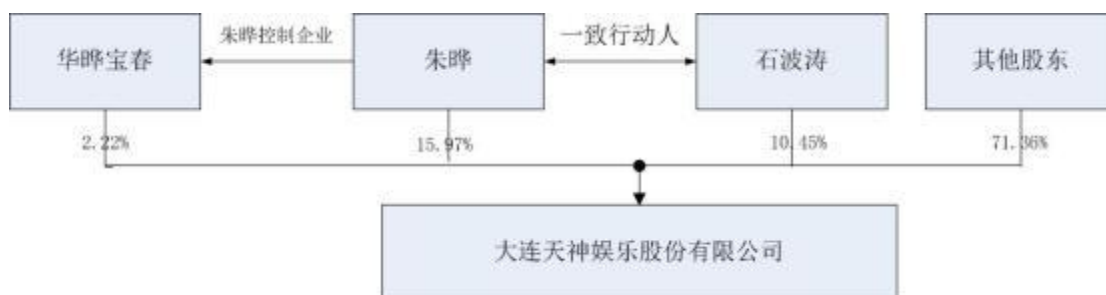 朱晔控制企业
一致行动人
华晔宝春
朱晔
石波涛
其他股东
2.22%
15.97%
10.45%
71.36%
大连天神娱乐股份有限公司